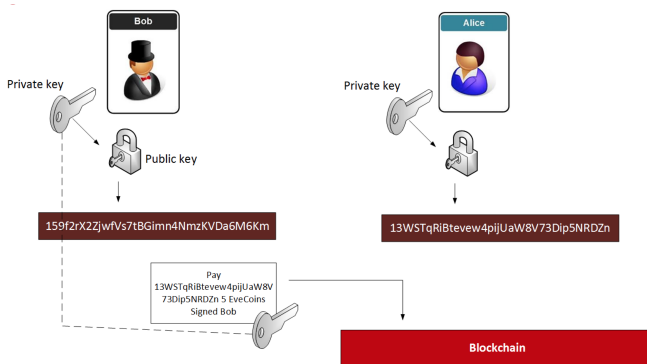 Bob
Alice
Private key
Private key
Public key
159f2rX2ZjwfVs7tBGimn4NmzKVDa6M6Km
13WSTqRiBtevew4pijUaW8V73Dip5NRDZn
Pay
13WSTqRiBtevew4pijUaW8V
73Dip5NRDZn 5 EveCoins
Signed Bob
Blockchain